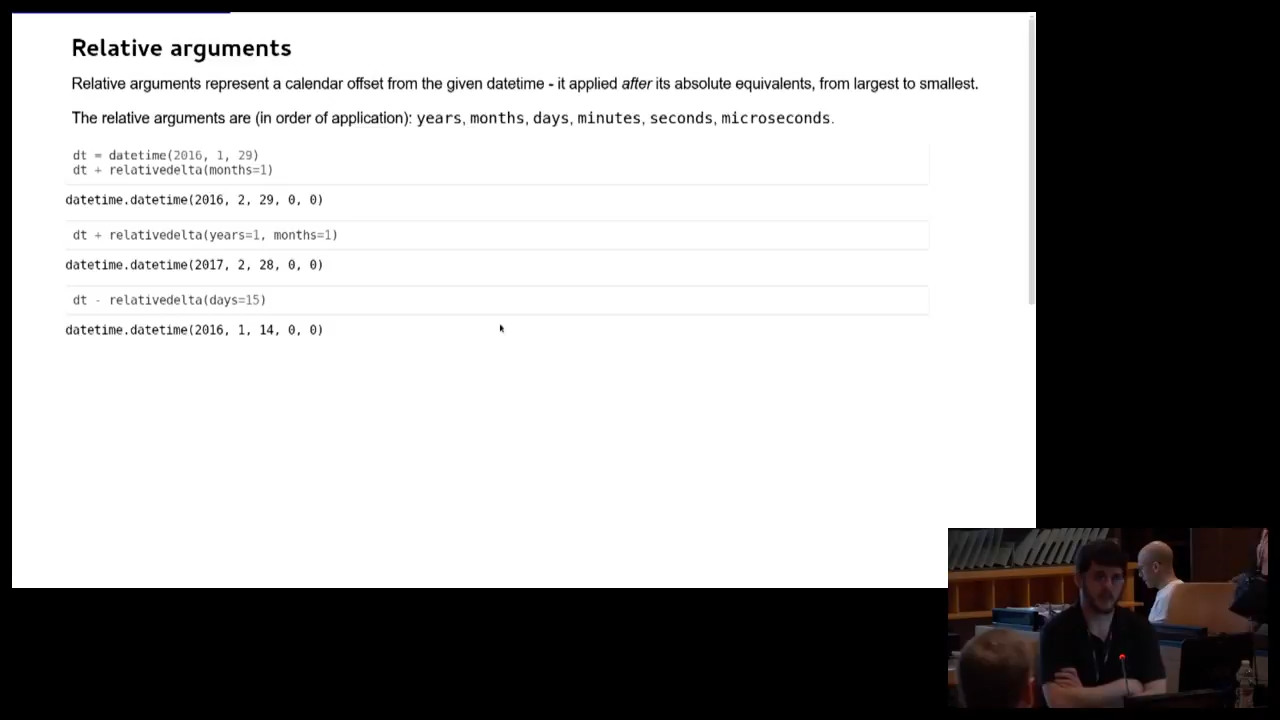 Relative arguments
Relative arguments represent a calendar offset from the given datetime - it applied after its absolute equivalents, from largest to smallest.
The relative arguments are (in order of application): years, months, days, minutes, seconds, microseconds.
dt = datetime(2016, 1, 29)
dt + relativedelta(months=1)
datetime.datetime(2016, 2, 29, 0, 0)
dt + relativedelta(years=1, months=1)
datetime.datetime(2017, 2, 28, 0, 0)
dt - relativedelta(days=15)
datetime.datetime(2016, 1, 14, 0, 0)